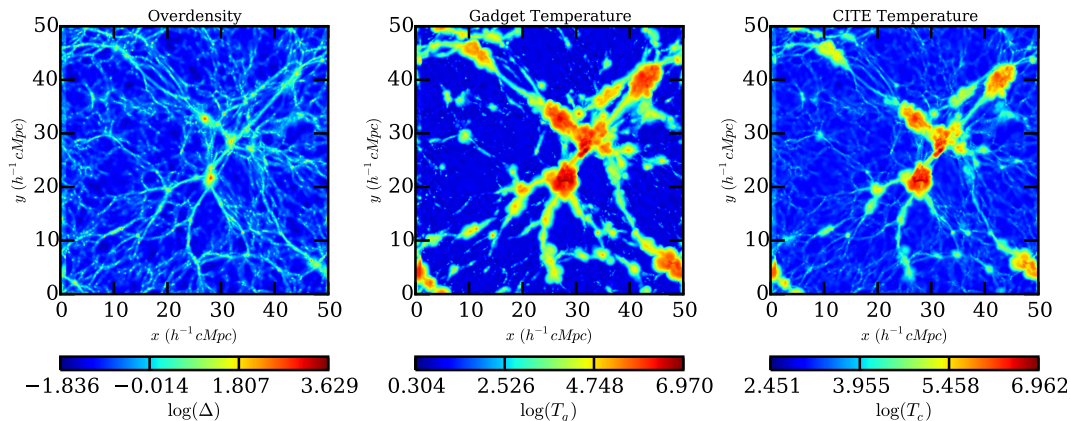 Overdensity
50
40
30
20
10
0
y (h⁻¹ cMpc)
0 10 20 30 40 50
x (h⁻¹ cMpc)
−1.836 −0.014 1.807 3.629
log(Δ)
Gadget Temperature
50
40
30
20
10
0
y (h⁻¹ cMpc)
0 10 20 30 40 50
x (h⁻¹ cMpc)
0.304 2.526 4.748 6.970
log(T_g)
CITE Temperature
50
40
30
20
10
0
y (h⁻¹ cMpc)
0 10 20 30 40 50
x (h⁻¹ cMpc)
2.451 3.955 5.458 6.962
log(T_c)